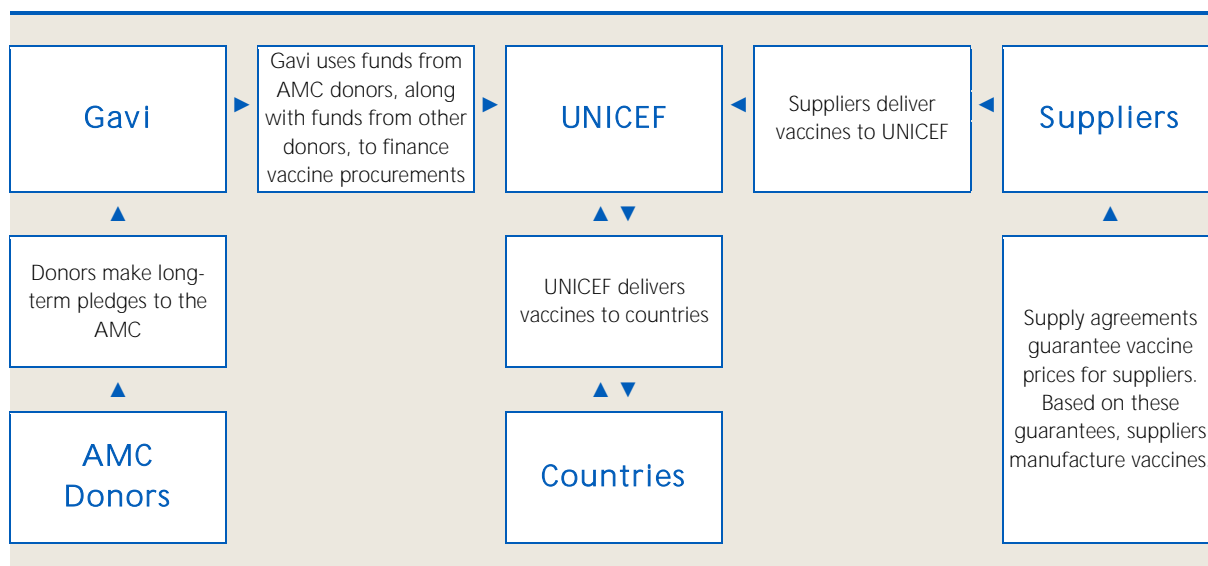 Gavi
Gavi uses funds from
AMC donors, along
with funds from other
donors, to finance
vaccine procurements
UNICEF
Suppliers deliver
vaccines to UNICEF
Suppliers
Donors make long-
term pledges to the
AMC
UNICEF delivers
vaccines to countries
Supply agreements
guarantee vaccine
prices for suppliers.
Based on these
guarantees, suppliers
manufacture vaccines.
AMC
Donors
Countries